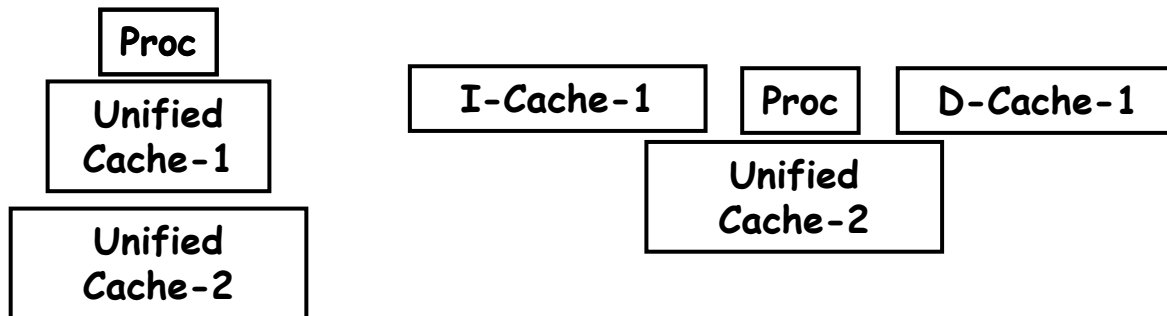 Proc
Unified
Cache-1
Unified
Cache-2
I-Cache-1
Proc
D-Cache-1
Unified
Cache-2